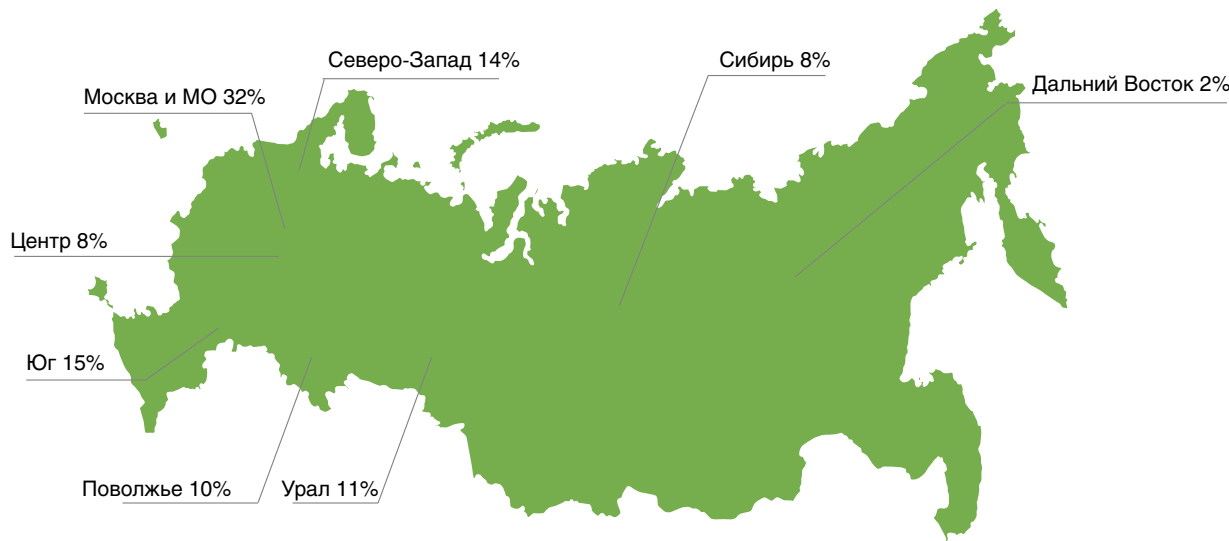 Северо-Запад 14%
Сибирь 8%
Дальний Восток 2%
Москва и МО 32%
Центр 8%
Юг 15%
Поволжье 10%
Урал 11%